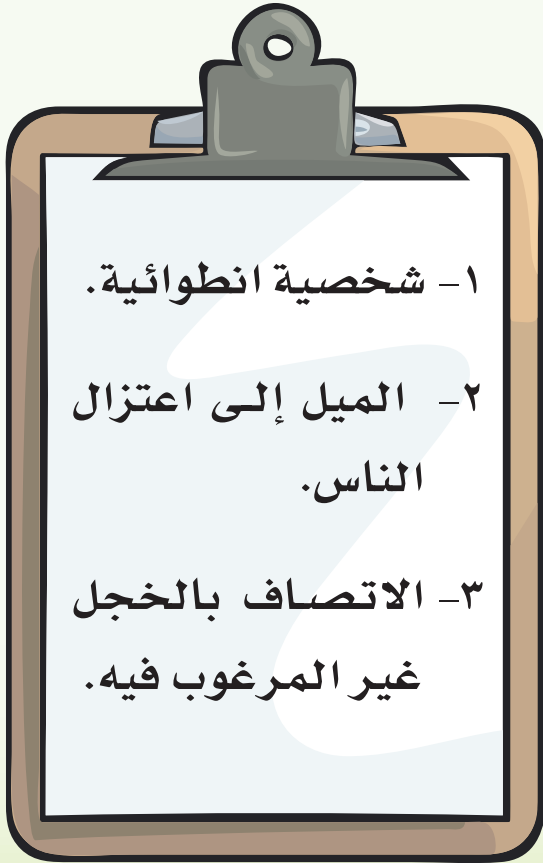 ١- شخصية انطوائية.
٢- الميل إلى اعتزال
الناس.
٣- الاتصاف بالخجل
غير المرغوب فيه.